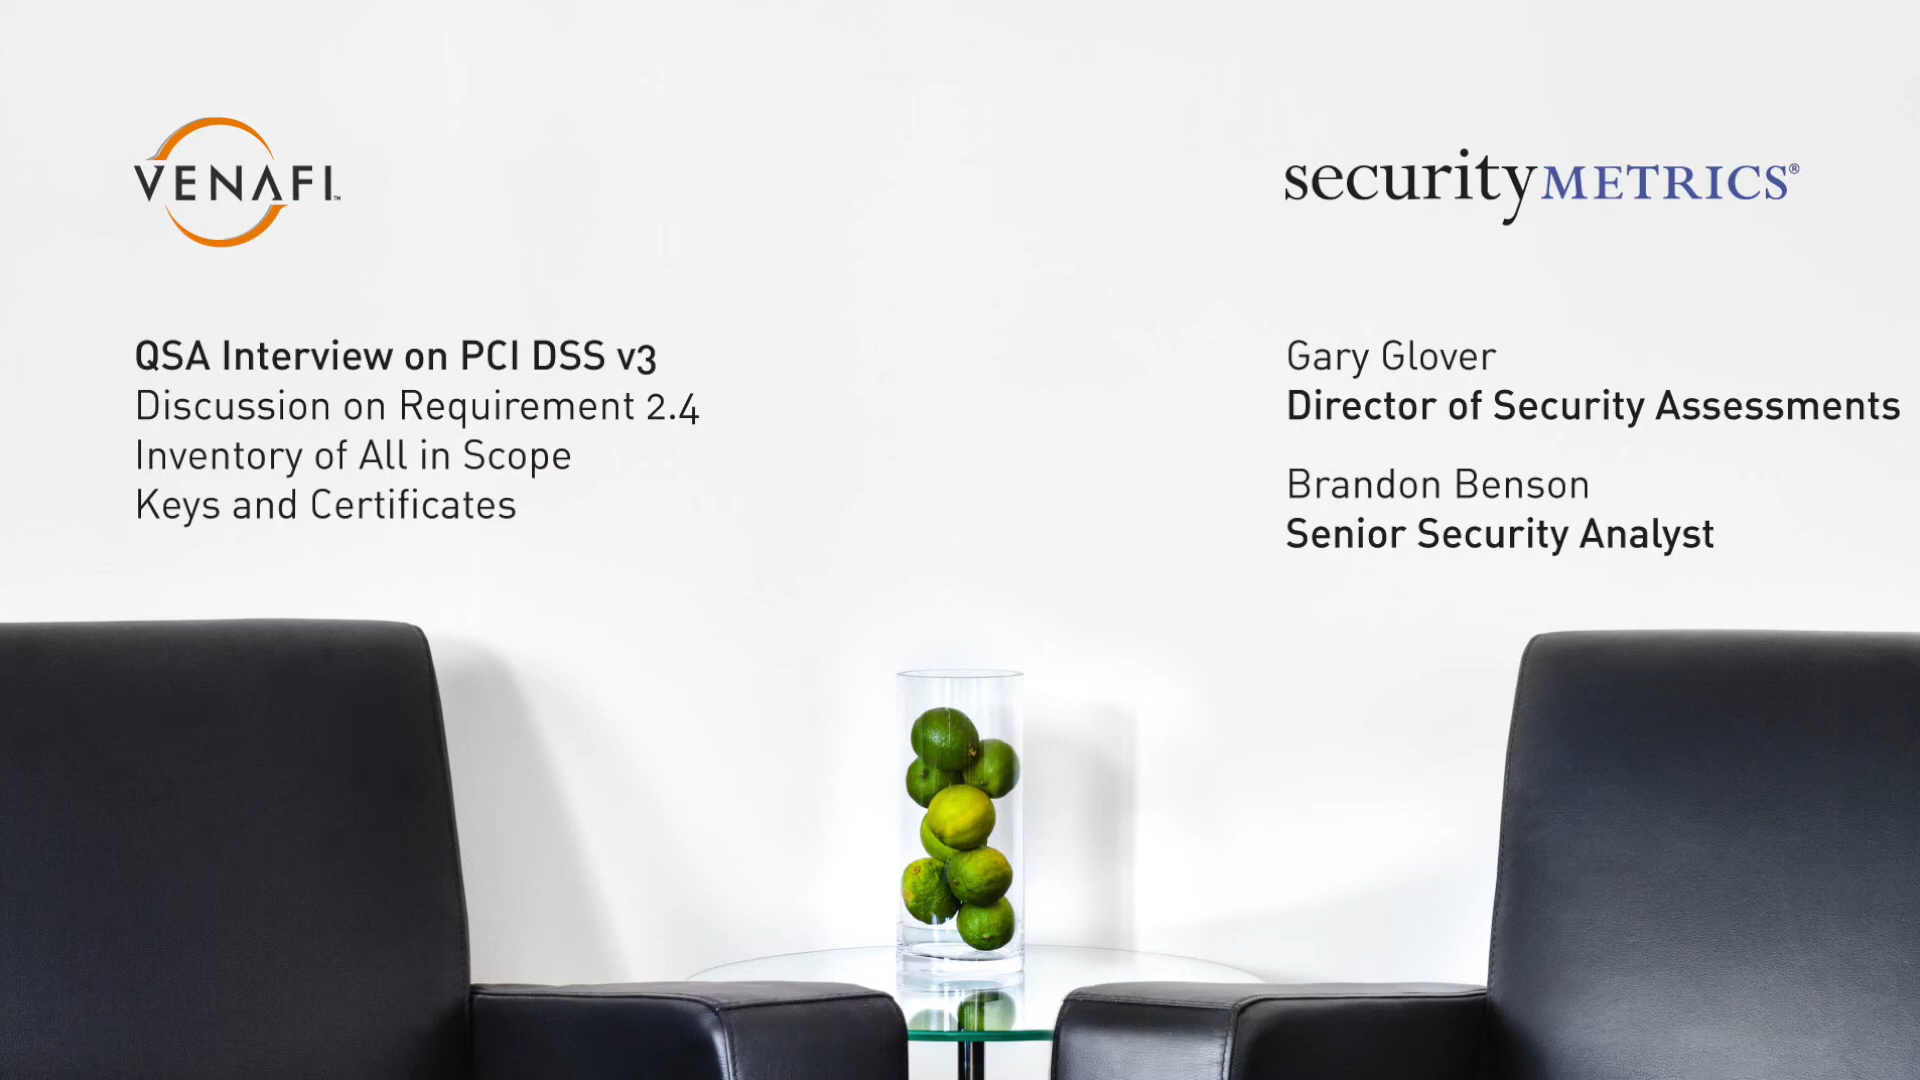 VENAFI™
QSA Interview on PCI DSS v3
Discussion on Requirement 2.4
Inventory of All in Scope
Keys and Certificates
securityMETRICS®
Gary Glover
Director of Security Assessments
Brandon Benson
Senior Security Analyst